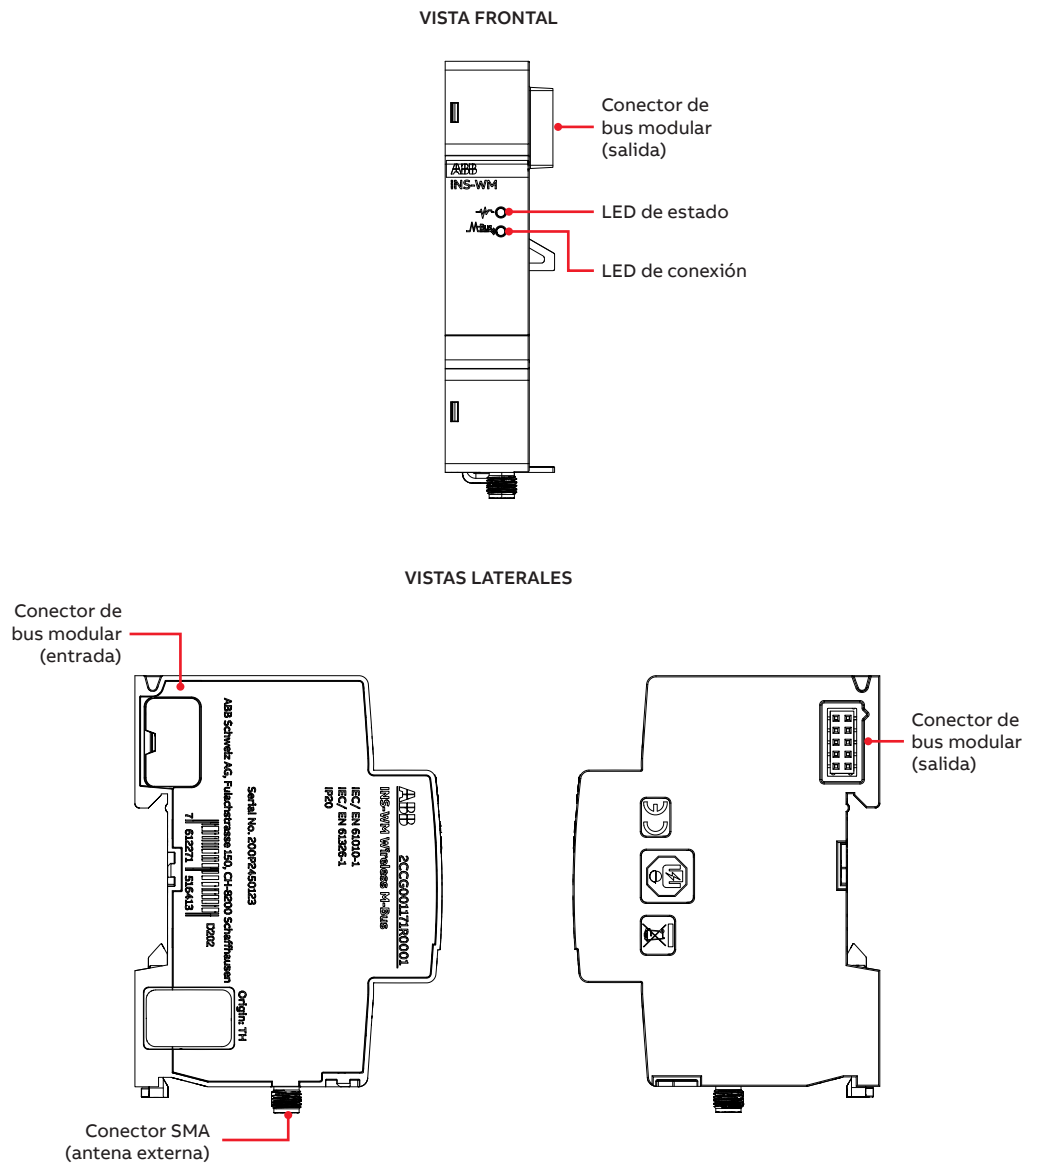 VISTA FRONTAL
Conector de
bus modular
(salida)
ABB
INS-WM
LED de estado
M-Bus
LED de conexión
VISTAS LATERALES
Conector de
bus modular
(entrada)
ABB
2CCG001171R0001
INS-WM Wireless M-Bus
IEC/ EN 61010-1
IEC/ EN 61326-1
IP20
Serial No. 200P2450123
ABB Schweiz AG, Fulachstrasse 150, CH-8200 Schaffhausen
D202
7 612271 516413
Origin: TH
CE
Conector de
bus modular
(salida)
Conector SMA
(antena externa)